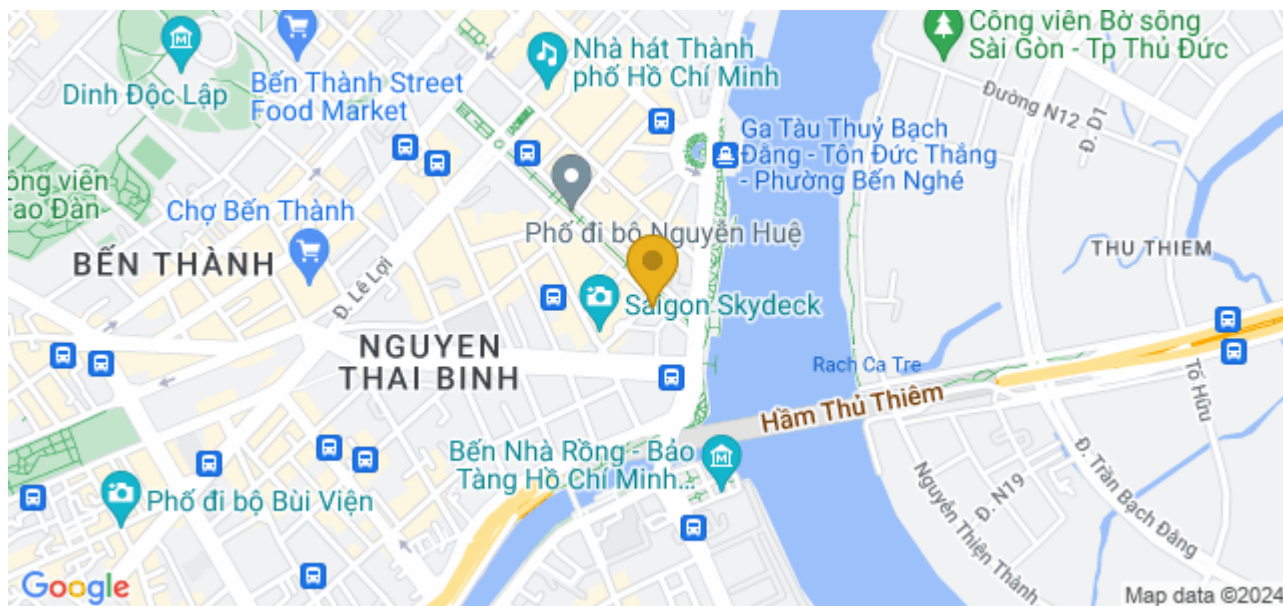 Công viên Bờ sông
Sài Gòn - Tp Thủ Đức
Nhà hát Thành
phố Hồ Chí Minh
Dinh Độc Lập
Bến Thành Street
Food Market
Đường N12
Đ. D1
Ga Tàu Thuỷ Bạch
Đằng - Tôn Đức Thắng
- Phường Bến Nghé
ông viên
Tao Đàn
Chợ Bến Thành
Phố đi bộ Nguyễn Huệ
THU THIEM
BẾN THÀNH
Đ. Lê Lợi
Saigon Skydeck
NGUYEN
THAI BINH
Rach Ca Tre
Tố Hữu
Hầm Thủ Thiêm
Bến Nhà Rồng - Bảo
Tàng Hồ Chí Minh...
Phố đi bộ Bùi Viện
Nguyễn Thiện Thành
Đ. N19
Đ. Trần Bạch Đằng
Google
Map data ©2024